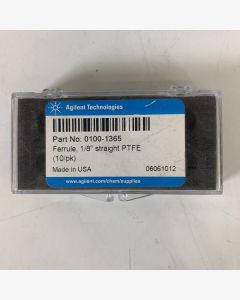 Agilent Technologies
Part No: 0100-1365
Ferrule, 1/8" straight PTFE
(10/pk)
Made in USA 06061012
www.agilent.com/chem/supplies